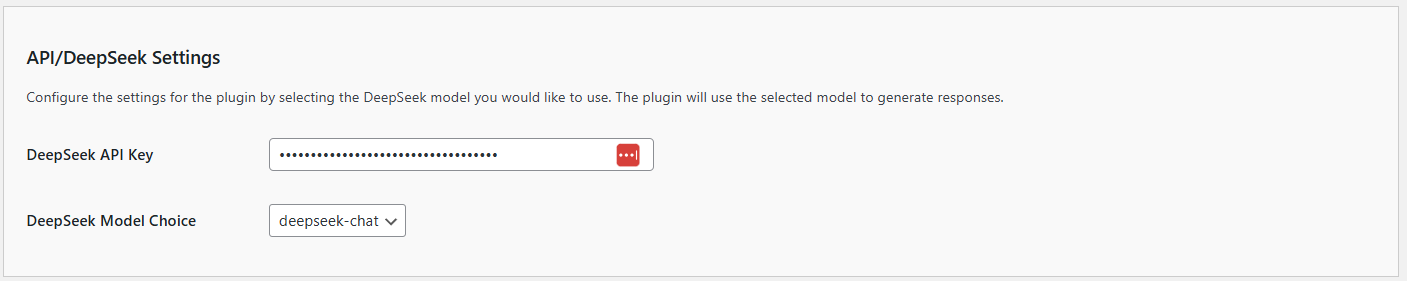 API/DeepSeek Settings
Configure the settings for the plugin by selecting the DeepSeek model you would like to use. The plugin will use the selected model to generate responses.
DeepSeek API Key
•••••••••••••••••••••••••••••••••••
DeepSeek Model Choice
deepseek-chat